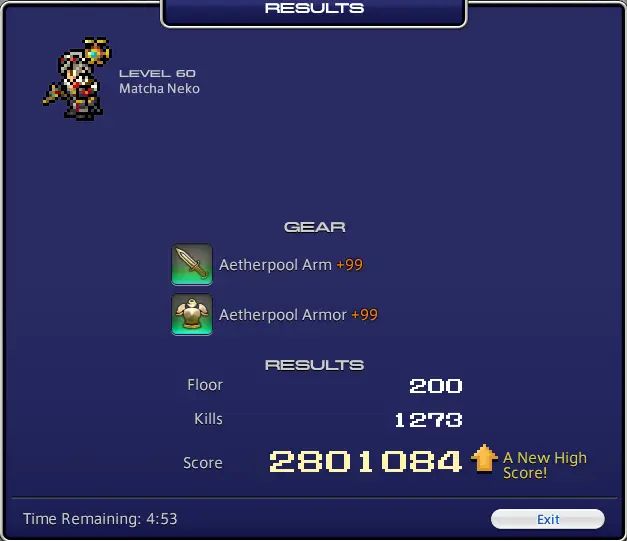 RESULTS
LEVEL 60
Matcha Neko
GEAR
Aetherpool Arm +99
Aetherpool Armor +99
RESULTS
Floor 200
Kills 1273
Score 2801084 A New High
Score!
Time Remaining: 4:53 Exit